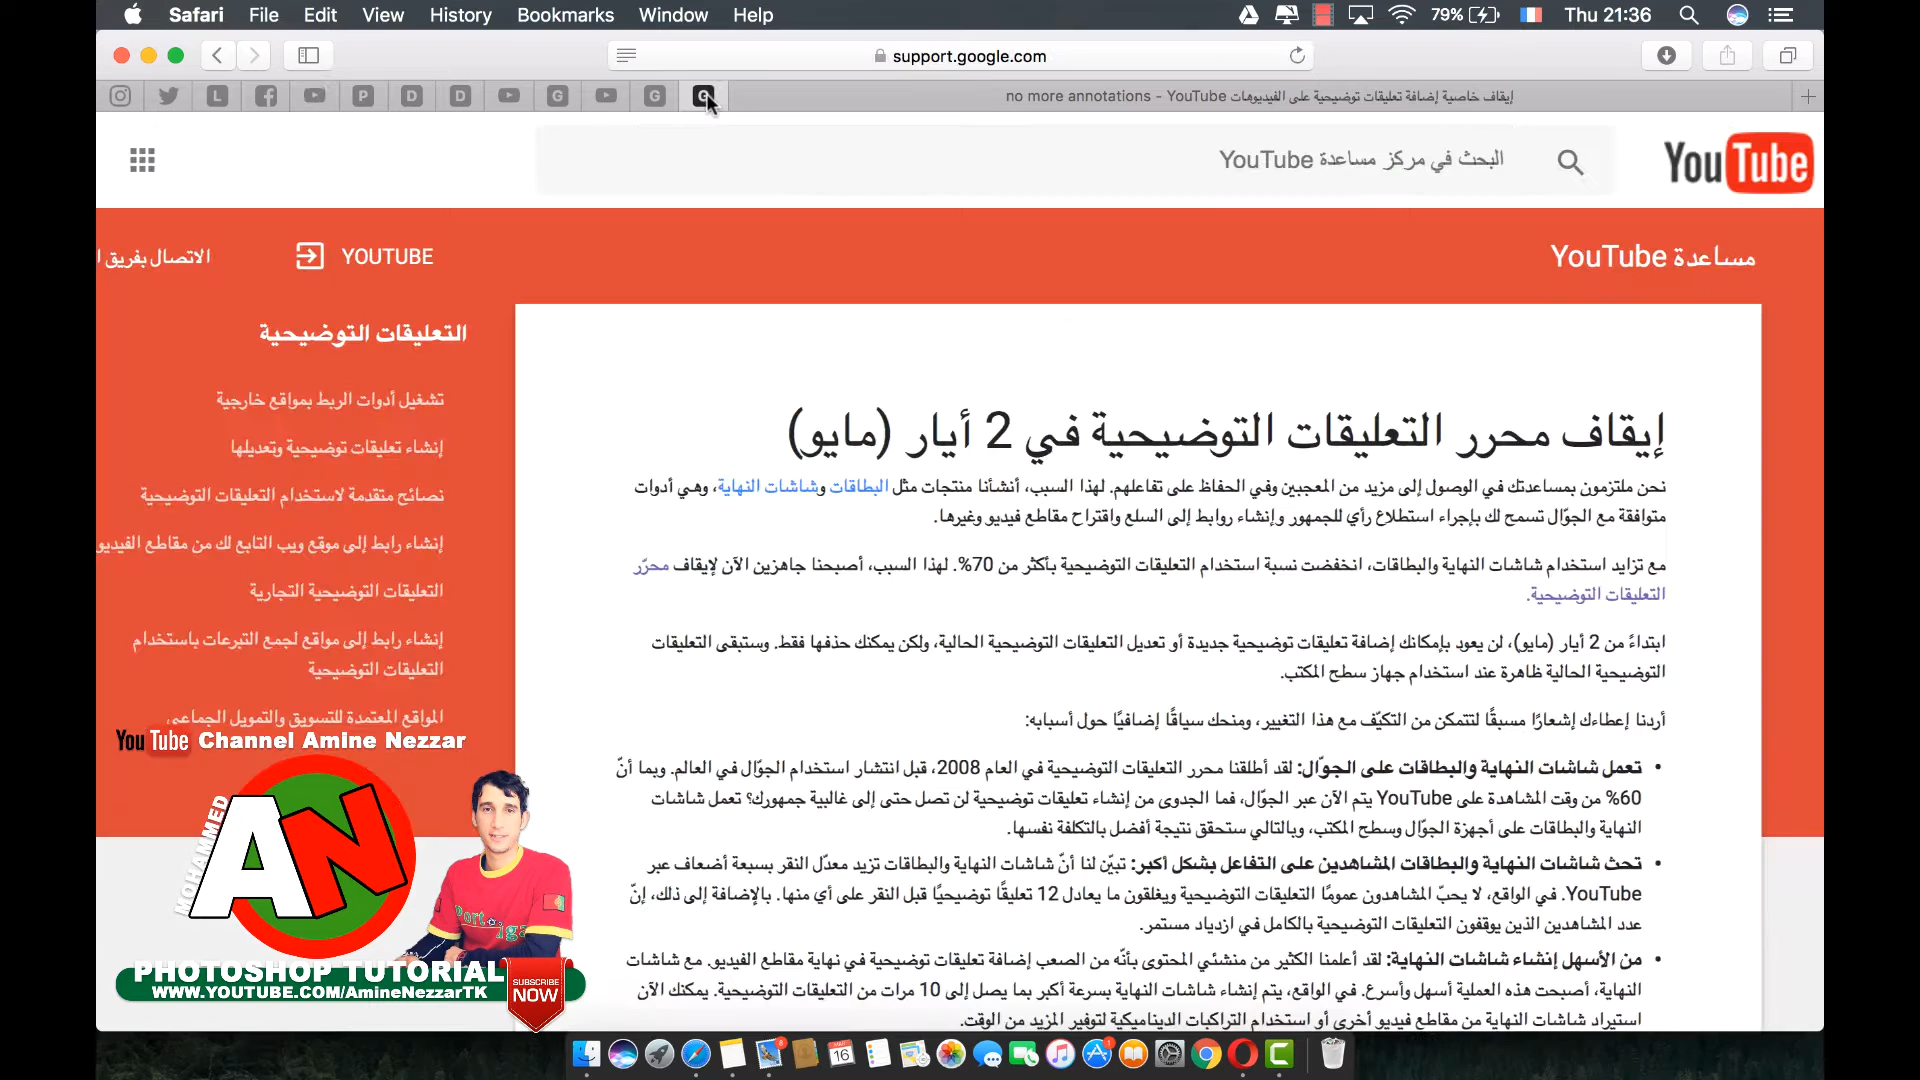 Safari File Edit View History Bookmarks Window Help
79% Thu 21:36
support.google.com
L P D D G G G
no more annotations - YouTube إيقاف خاصية إضافة تعليقات توضيحية على الفيديوهات
البحث في مركز مساعدة YouTube
YouTube
مساعدة YouTube
YOUTUBE
الاتصال بفريق ا
التعليقات التوضيحية
تشغيل أدوات الربط بمواقع خارجية
إنشاء تعليقات توضيحية وتعديلها
نصائح متقدمة لاستخدام التعليقات التوضيحية
إنشاء رابط إلى موقع ويب التابع لك من مقاطع الفيديو
التعليقات التوضيحية التجارية
إنشاء رابط إلى مواقع لجمع التبرعات باستخدام
التعليقات التوضيحية
المواقع المعتمدة للتسويق والتمويل الجماعي
إيقاف محرر التعليقات التوضيحية في 2 أيار (مايو)
نحن ملتزمون بمساعدتك في الوصول إلى مزيد من المعجبين وفي الحفاظ على تفاعلهم. لهذا السبب، أنشأنا منتجات مثل البطاقات وشاشات النهاية، وهي أدوات
متوافقة مع الجوّال تسمح لك بإجراء استطلاع رأي للجمهور وإنشاء روابط إلى السلع واقتراح مقاطع فيديو وغيرها.
مع تزايد استخدام شاشات النهاية والبطاقات، انخفضت نسبة استخدام التعليقات التوضيحية بأكثر من 70%. لهذا السبب، أصبحنا جاهزين الآن لإيقاف محرّر
التعليقات التوضيحية.
ابتداءً من 2 أيار (مايو)، لن يعود بإمكانك إضافة تعليقات توضيحية جديدة أو تعديل التعليقات التوضيحية الحالية، ولكن يمكنك حذفها فقط. وستبقى التعليقات
التوضيحية الحالية ظاهرة عند استخدام جهاز سطح المكتب.
أردنا إعطاءك إشعارًا مسبقًا لتتمكن من التكيّف مع هذا التغيير، ومنحك سياقًا إضافيًا حول أسبابه:
• تعمل شاشات النهاية والبطاقات على الجوّال: لقد أطلقنا محرر التعليقات التوضيحية في العام 2008، قبل انتشار استخدام الجوّال في العالم. وبما أنّ
60% من وقت المشاهدة على YouTube يتم الآن عبر الجوّال، فما الجدوى من إنشاء تعليقات توضيحية لن تصل حتى إلى غالبية جمهورك؟ تعمل شاشات
النهاية والبطاقات على أجهزة الجوّال وسطح المكتب، وبالتالي ستحقق نتيجة أفضل بالتكلفة نفسها.
• تحث شاشات النهاية والبطاقات المشاهدين على التفاعل بشكل أكبر: تبيّن لنا أنّ شاشات النهاية والبطاقات تزيد معدّل النقر بسبعة أضعاف عبر
YouTube. في الواقع، لا يحبّ المشاهدون عمومًا التعليقات التوضيحية ويغلقون ما يعادل 12 تعليقًا توضيحيًا قبل النقر على أي منها. بالإضافة إلى ذلك، إنّ
عدد المشاهدين الذين يوقفون التعليقات التوضيحية بالكامل في ازدياد مستمر.
• من الأسهل إنشاء شاشات النهاية: لقد أعلمنا الكثير من منشئي المحتوى بأنّه من الصعب إضافة تعليقات توضيحية في نهاية مقاطع الفيديو. مع شاشات
النهاية، أصبحت هذه العملية أسهل وأسرع. في الواقع، يتم إنشاء شاشات النهاية بسرعة أكبر بما يصل إلى 10 مرات من التعليقات التوضيحية. يمكنك الآن
استيراد شاشات النهاية من مقاطع فيديو أخرى أو استخدام التراكبات الديناميكية لتوفير المزيد من الوقت.
YouTube Channel Amine Nezzar
MOHAMMED
AN
PHOTOSHOP TUTORIAL
WWW.YOUTUBE.COM/AmineNezzarTK
SUBSCRIBE
NOW
16